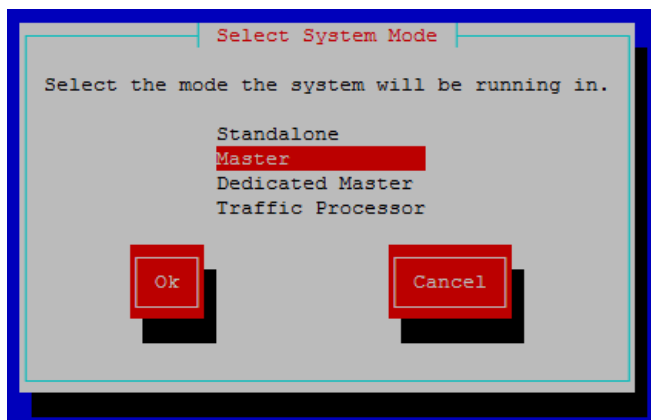 Select System Mode
Select the mode the system will be running in.
Standalone
Master
Dedicated Master
Traffic Processor
Ok
Cancel